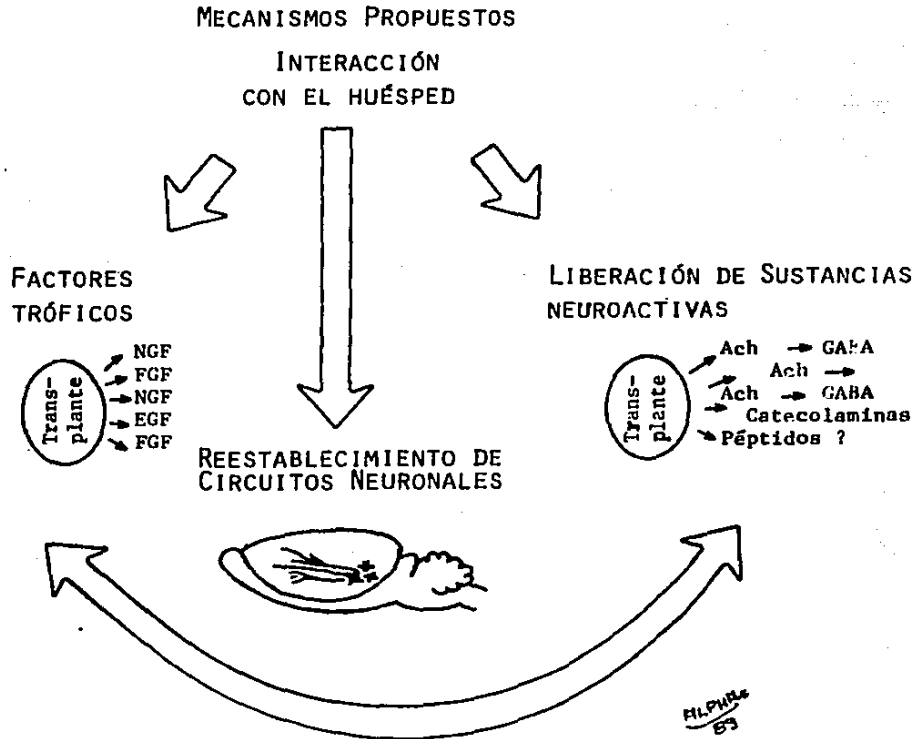 MECANISMOS PROPUESTOS
INTERACCIÓN
CON EL HUÉSPED
FACTORES
TRÓFICOS
Trans-
plante
NGF
FGF
NGF
EGF
FGF
REESTABLECIMIENTO DE
CIRCUITOS NEURONALES
LIBERACIÓN DE SUSTANCIAS
NEUROACTIVAS
Trans-
plante
Ach → GABA
Ach →
Ach → GABA
Catecolaminas
Péptidos ?
89